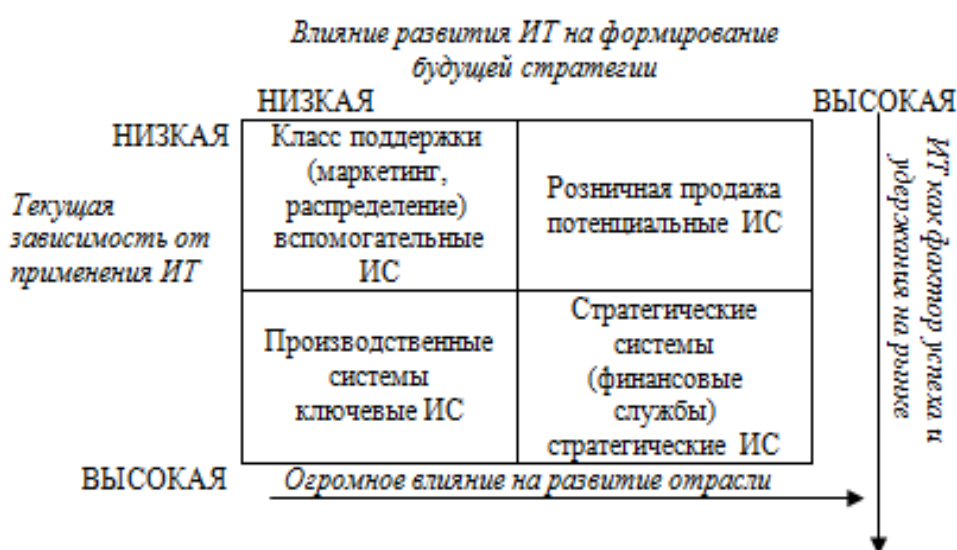 Влияние развития ИТ на формирование
будущей стратегии
НИЗКАЯ
ВЫСОКАЯ
НИЗКАЯ
Текущая
зависимость от
применения ИТ
Класс поддержки
(маркетинг,
распределение)
вспомогательные
ИС
Розничная продажа
потенциальные ИС
Производственные
системы
ключевые ИС
Стратегические
системы
(финансовые
службы)
стратегические ИС
ВЫСОКАЯ
Огромное влияние на развитие отрасли
ИТ как фактор успеха и
удержания на рынке